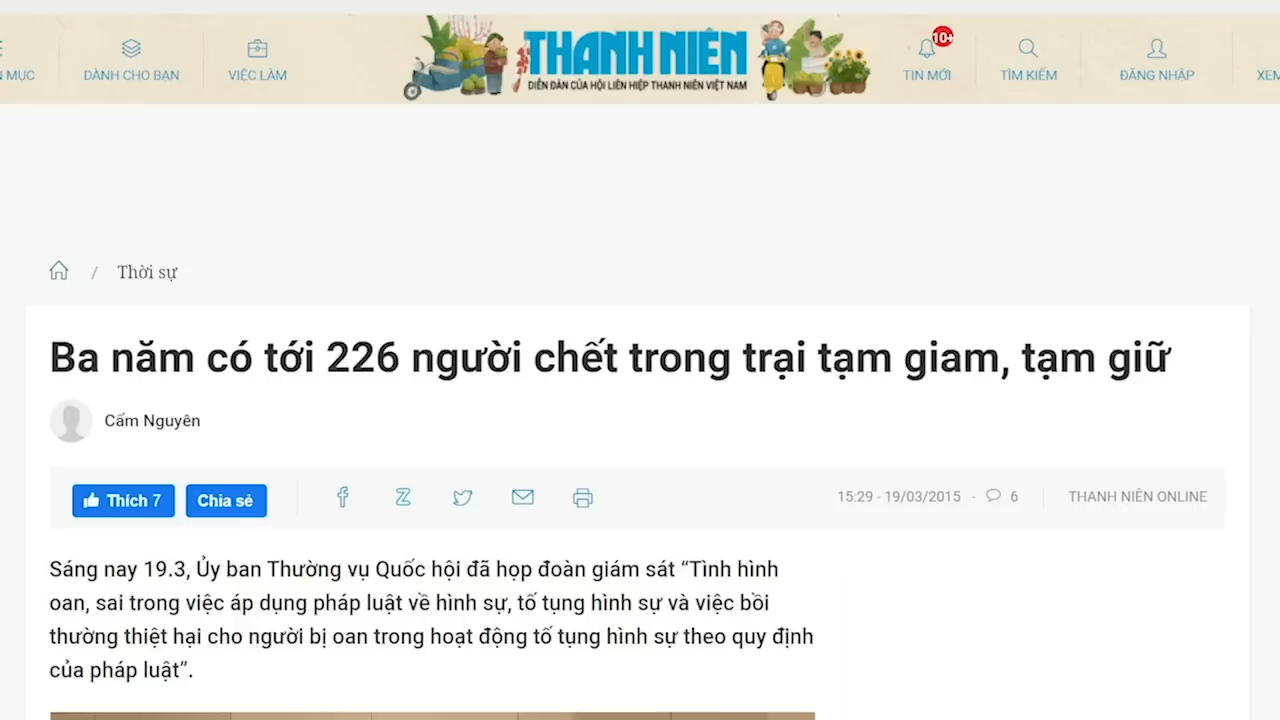 N MỤC
DÀNH CHO BẠN
VIỆC LÀM
THANH NIÊN
DIỄN ĐÀN CỦA HỘI LIÊN HIỆP THANH NIÊN VIỆT NAM
10+
TIN MỚI
TÌM KIẾM
ĐĂNG NHẬP
XEM
/ Thời sự
Ba năm có tới 226 người chết trong trại tạm giam, tạm giữ
Cẩm Nguyên
Thích 7
Chia sẻ
15:29 - 19/03/2015 - 6
THANH NIÊN ONLINE
Sáng nay 19.3, Ủy ban Thường vụ Quốc hội đã họp đoàn giám sát “Tình hình
oan, sai trong việc áp dụng pháp luật về hình sự, tố tụng hình sự và việc bồi
thường thiệt hại cho người bị oan trong hoạt động tố tụng hình sự theo quy định
của pháp luật”.